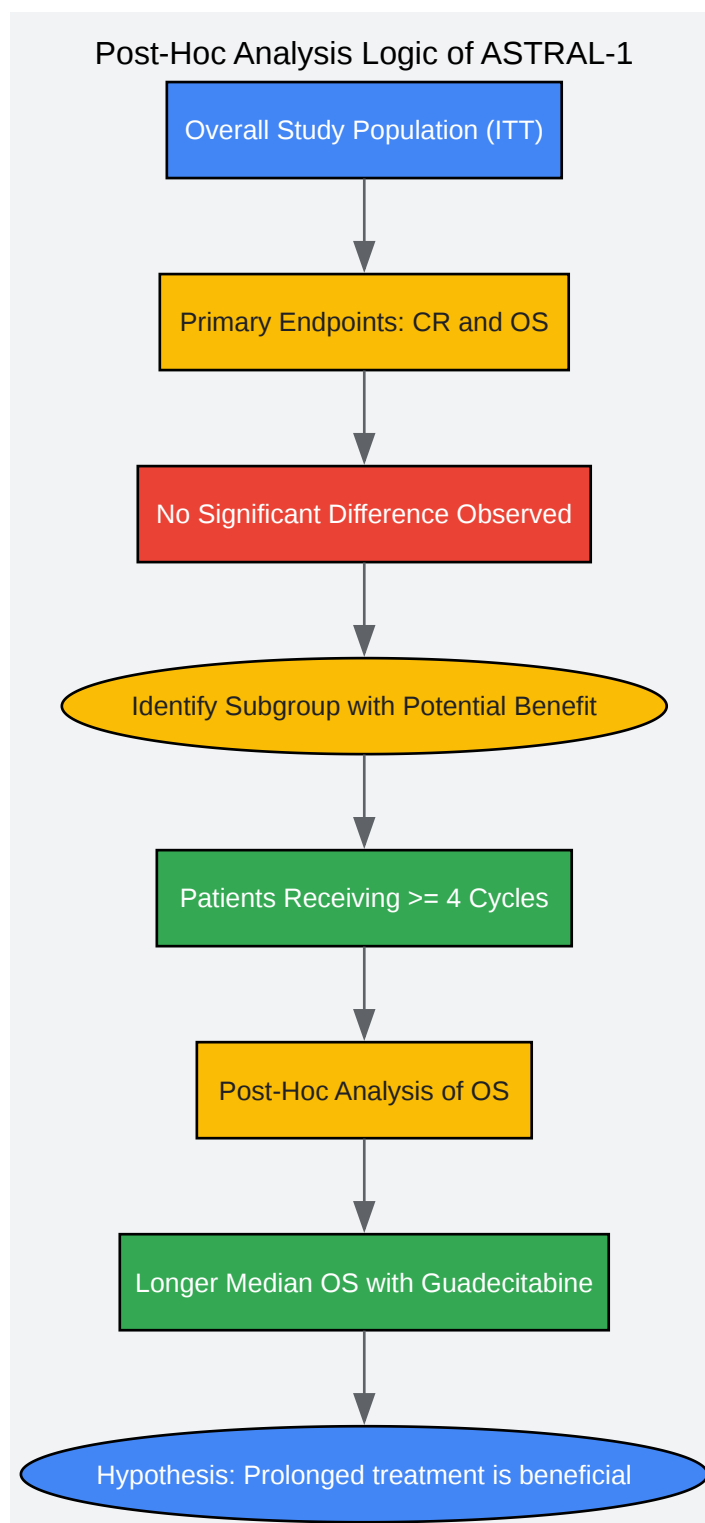 Post-Hoc Analysis Logic of ASTRAL-1
Overall Study Population (ITT)
Primary Endpoints: CR and OS
No Significant Difference Observed
Identify Subgroup with Potential Benefit
Patients Receiving >= 4 Cycles
Post-Hoc Analysis of OS
Longer Median OS with Guadecitabine
Hypothesis: Prolonged treatment is beneficial